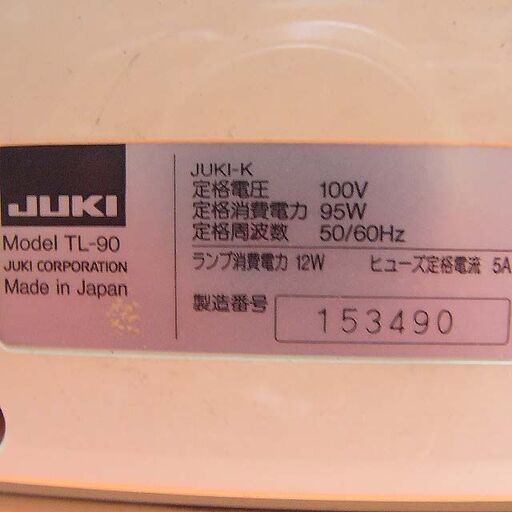 JUKI
Model TL-90
JUKI CORPORATION
Made in Japan
JUKI-K
定格電圧 100V
定格消費電力 95W
定格周波数 50/60Hz
ランプ消費電力 12W ヒューズ定格電流 5A
製造番号 153490